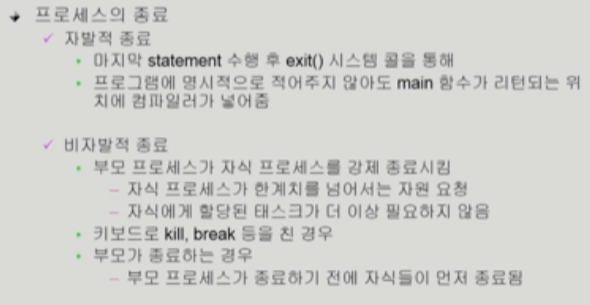 프로세스의 종료
자발적 종료
마지막 statement 수행 후 exit() 시스템 콜을 통해
프로그램에 명시적으로 적어주지 않아도 main 함수가 리턴되는 위
치에 컴파일러가 넣어줌
비자발적 종료
부모 프로세스가 자식 프로세스를 강제 종료시킴
자식 프로세스가 한계치를 넘어서는 자원 요청
자식에게 할당된 태스크가 더 이상 필요하지 않음
키보드로 kill, break 등을 친 경우
부모가 종료하는 경우
부모 프로세스가 종료하기 전에 자식들이 먼저 종료됨